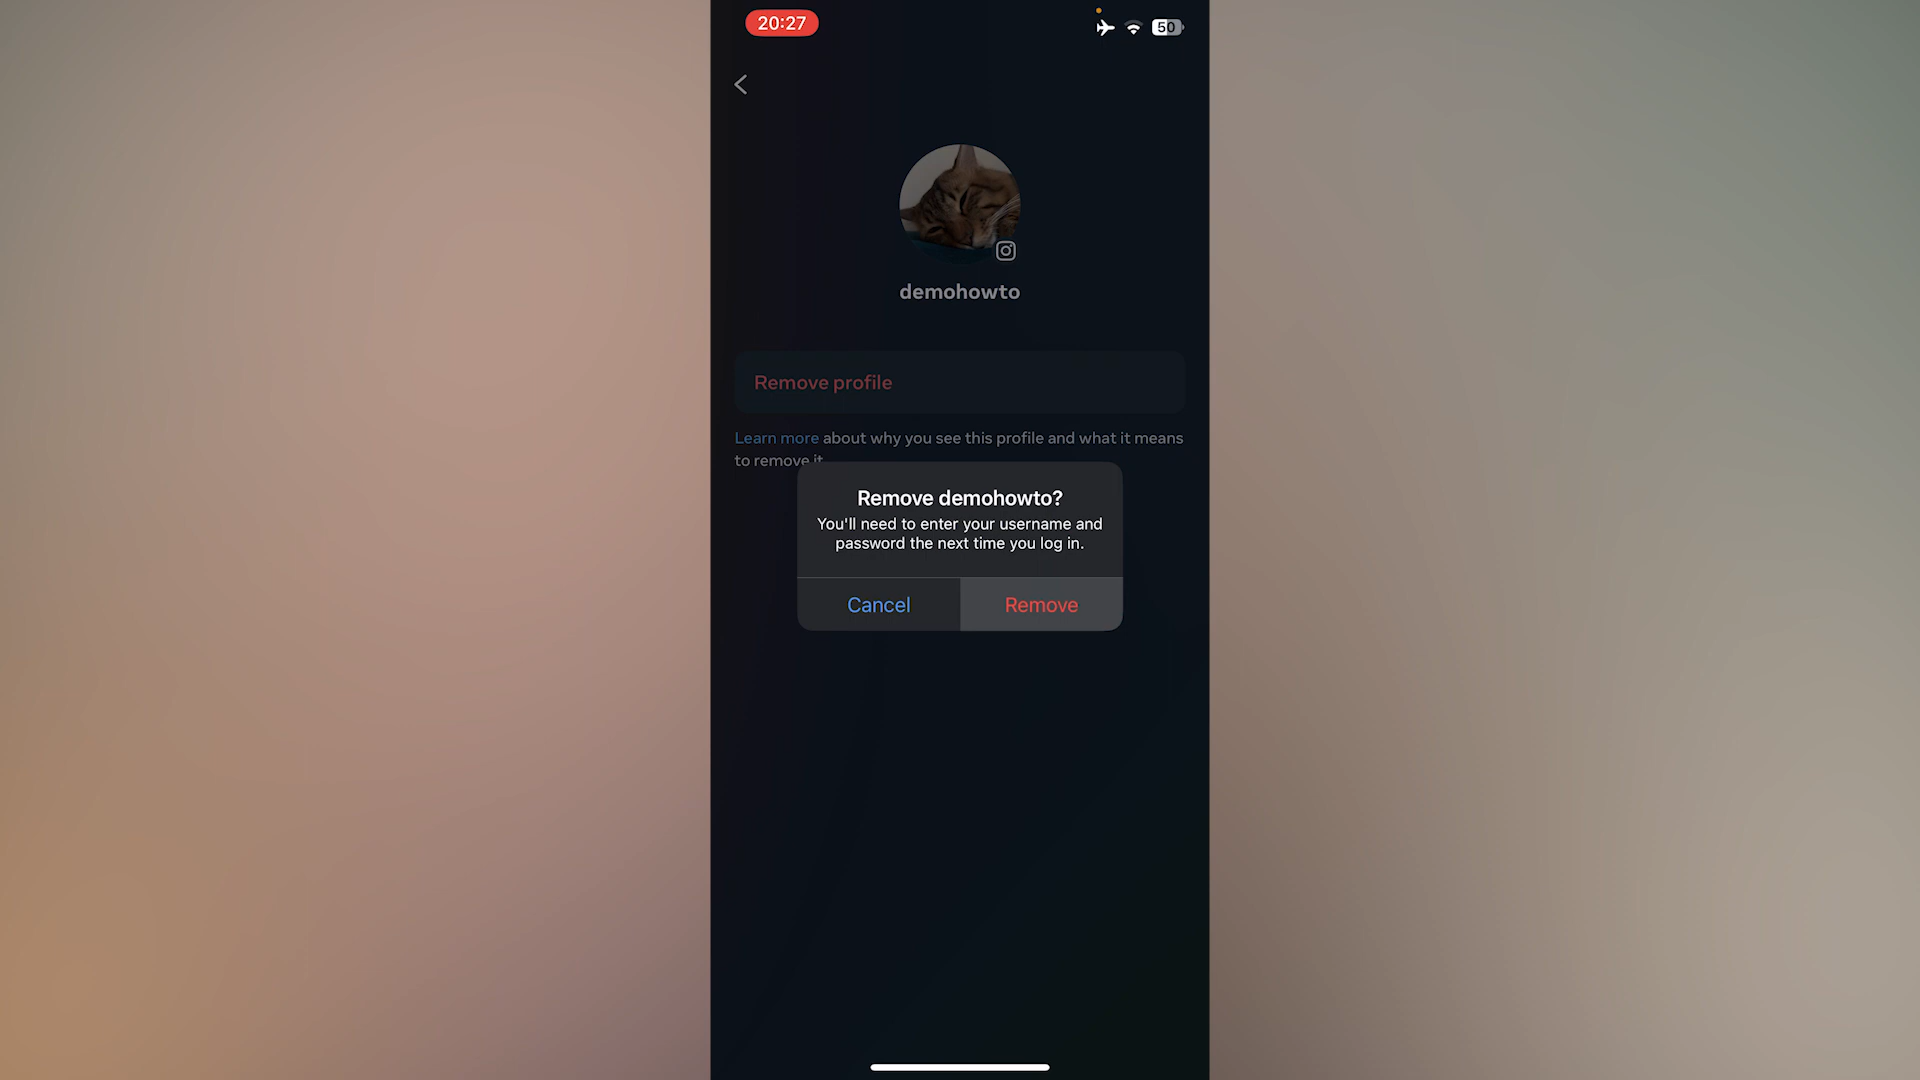 20:27
50
demohowto
Remove profile
Learn more about why you see this profile and what it means
to remove it
Remove demohowto?
You'll need to enter your username and
password the next time you log in.
Cancel
Remove